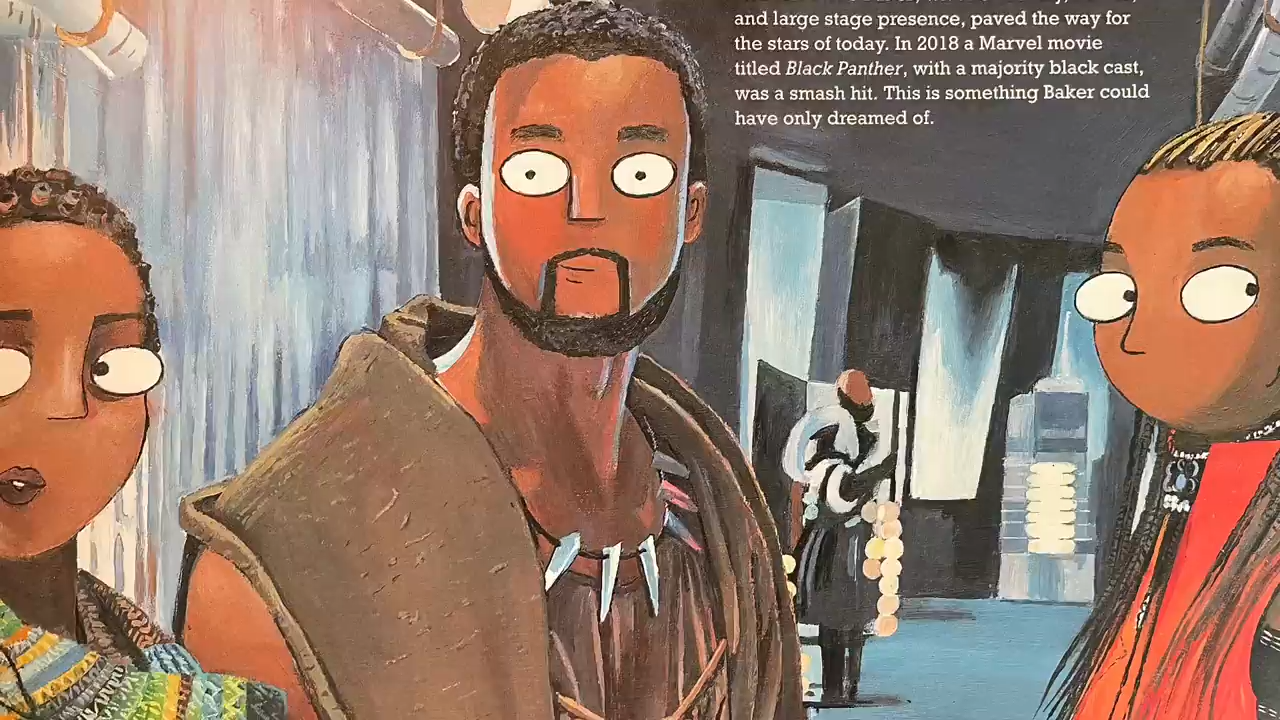 and large stage presence, paved the way for
the stars of today. In 2018 a Marvel movie
titled Black Panther, with a majority black cast,
was a smash hit. This is something Baker could
have only dreamed of.